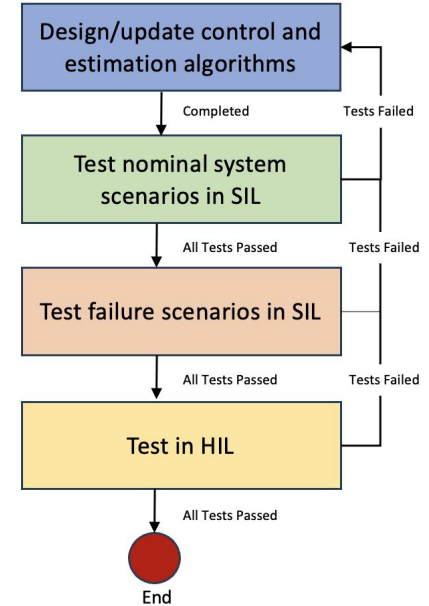 Design/update control and
estimation algorithms
Completed
Tests Failed
Test nominal system
scenarios in SIL
All Tests Passed
Tests Failed
Test failure scenarios in SIL
All Tests Passed
Tests Failed
Test in HIL
All Tests Passed
End